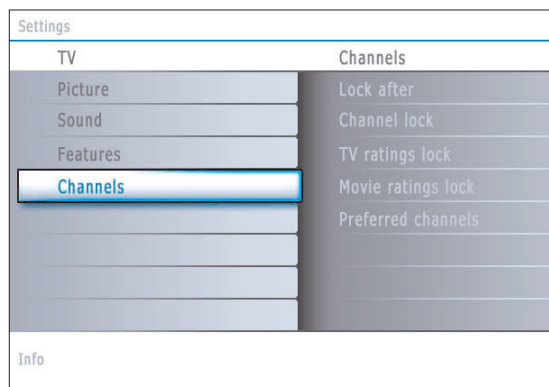 Settings
TV
Channels
Picture
Lock after
Sound
Channel lock
Features
TV ratings lock
Channels
Movie ratings lock
Preferred channels
Info